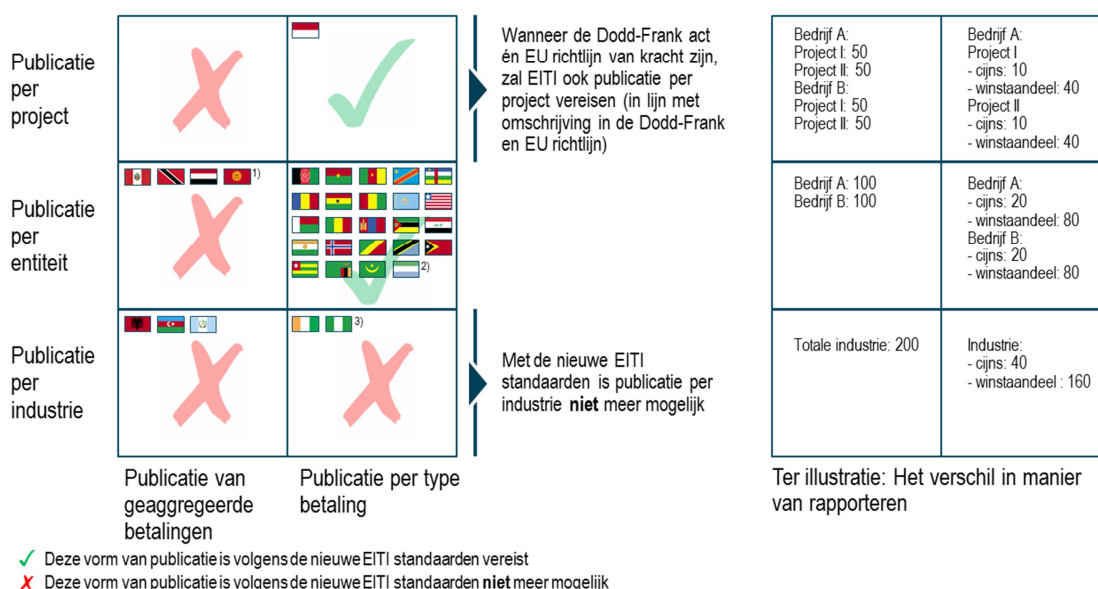 Publicatie
per
project
Wanneer de Dodd-Frank act
én EU richtlijn van kracht zijn,
zal EITI ook publicatie per
project vereisen (in lijn met
omschrijving in de Dodd-Frank
en EU richtlijn)
Bedrijf A:
Project I: 50
Project II: 50
Bedrijf B:
Project I: 50
Project II: 50
Bedrijf A:
Project I
- cijns: 10
- winstaandeel: 40
Project II
- cijns: 10
- winstaandeel: 40
Publicatie
per
entiteit
1)
2)
Bedrijf A: 100
Bedrijf B: 100
Bedrijf A:
- cijns: 20
- winstaandeel: 80
Bedrijf B:
- cijns: 20
- winstaandeel: 80
Publicatie
per
industrie
3)
Met de nieuwe EITI
standaarden is publicatie per
industrie niet meer mogelijk
Totale industrie: 200
Industrie:
- cijns: 40
- winstaandeel : 160
Publicatie van
geaggregeerde
betalingen
Publicatie per type
betaling
Ter illustratie: Het verschil in manier
van rapporteren
Deze vorm van publicatie is volgens de nieuwe EITI standaarden vereist
Deze vorm van publicatie is volgens de nieuwe EITI standaarden niet meer mogelijk